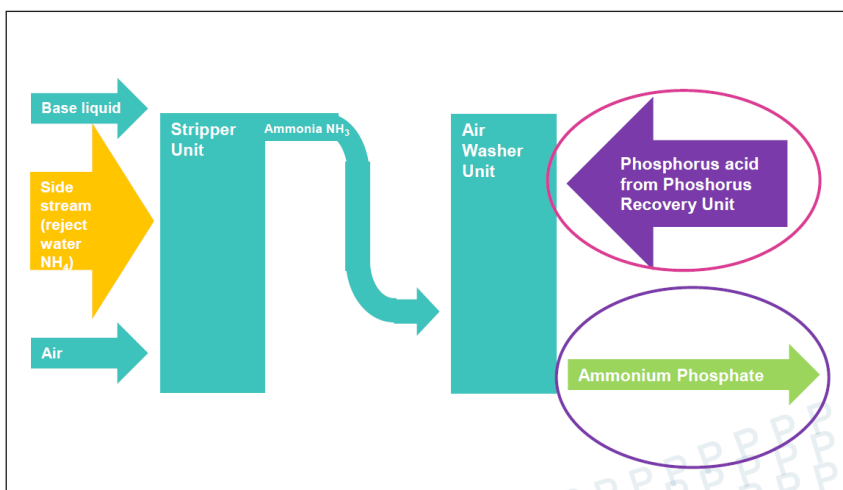 Base liquid
Stripper
Unit
Ammonia NH₃
Side
stream
(reject
water
NH₄)
Air
Air
Washer
Unit
Phosphorus acid
from Phoshorus
Recovery Unit
Ammonium Phosphate
P P P P P P
P P P P P
P P P P P
P P P